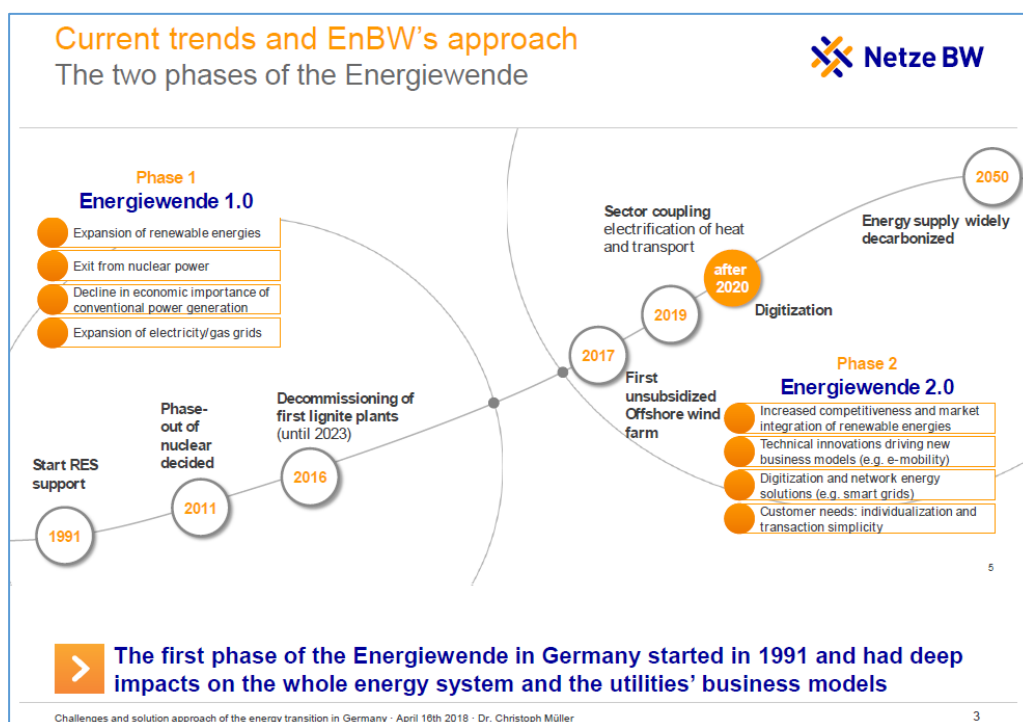 Current trends and EnBW's approach
The two phases of the Energiewende
Netze BW
Phase 1
Energiewende 1.0
Expansion of renewable energies
Exit from nuclear power
Decline in economic importance of
conventional power generation
Expansion of electricity/gas grids
Start RES
support
1991
Phase-
out of
nuclear
decided
2011
Decommissioning of
first lignite plants
(until 2023)
2016
2017
First
unsubsidized
Offshore wind
farm
Sector coupling
electrification of heat
and transport
2019
after
2020
Digitization
2050
Energy supply widely
decarbonized
Phase 2
Energiewende 2.0
Increased competitiveness and market
integration of renewable energies
Technical innovations driving new
business models (e.g. e-mobility)
Digitization and network energy
solutions (e.g. smart grids)
Customer needs: individualization and
transaction simplicity
5
The first phase of the Energiewende in Germany started in 1991 and had deep
impacts on the whole energy system and the utilities' business models
Challenges and solution approach of the energy transition in Germany · April 16th 2018 · Dr. Christoph Müller
3